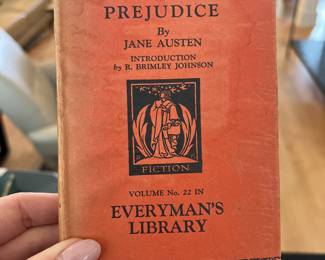 PREJUDICE
By
JANE AUSTEN
INTRODUCTION
by R. BRIMLEY JOHNSON
FICTION
VOLUME No. 22 IN
EVERYMAN'S
LIBRARY